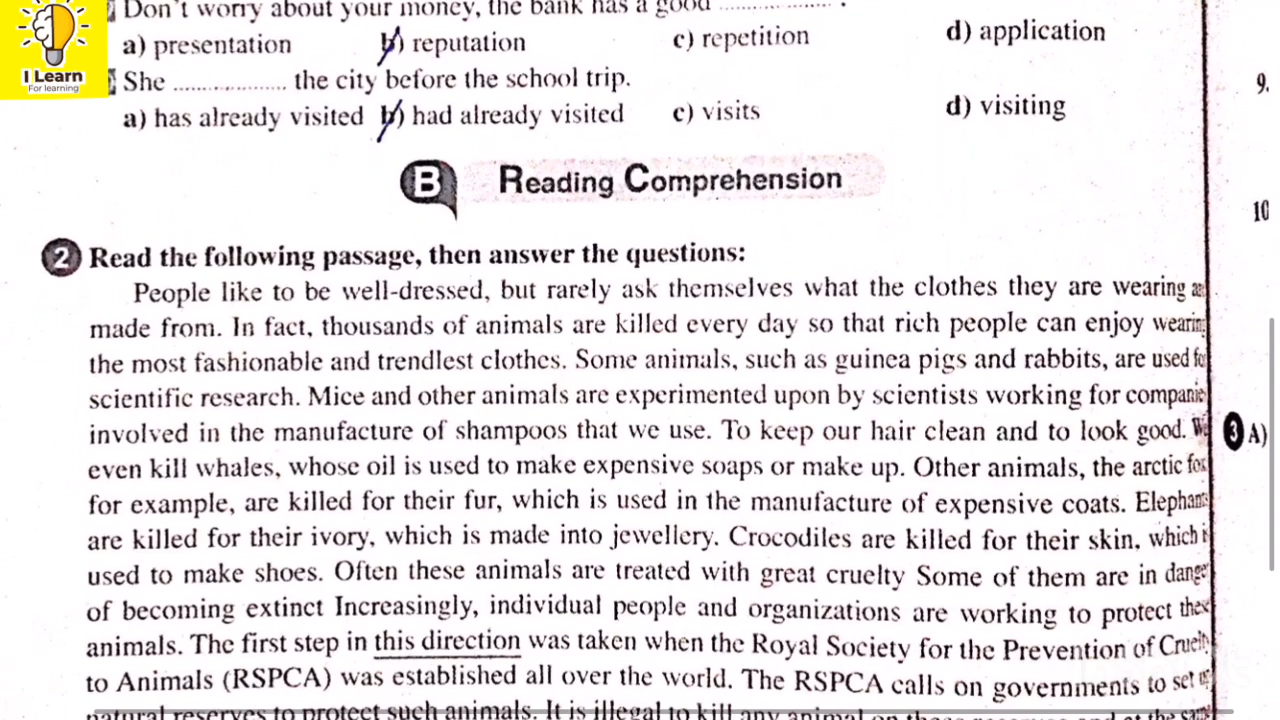 Don't worry about your money, the bank has a good .................... .
a) presentation b) reputation c) repetition d) application
I Learn
For learning
She .................... the city before the school trip.
a) has already visited b) had already visited c) visits d) visiting
9.
B Reading Comprehension
10
2 Read the following passage, then answer the questions:
People like to be well-dressed, but rarely ask themselves what the clothes they are wearing
made from. In fact, thousands of animals are killed every day so that rich people can enjoy wearin
the most fashionable and trendlest clothes. Some animals, such as guinea pigs and rabbits, are used fo
scientific research. Mice and other animals are experimented upon by scientists working for companie
involved in the manufacture of shampoos that we use. To keep our hair clean and to look good. We
3 A)
even kill whales, whose oil is used to make expensive soaps or make up. Other animals, the arctic fox
for example, are killed for their fur, which is used in the manufacture of expensive coats. Elephants
are killed for their ivory, which is made into jewellery. Crocodiles are killed for their skin, which i
used to make shoes. Often these animals are treated with great cruelty Some of them are in dange
of becoming extinct Increasingly, individual people and organizations are working to protect thes
animals. The first step in this direction was taken when the Royal Society for the Prevention of Cruelt
to Animals (RSPCA) was established all over the world. The RSPCA calls on governments to set u
natural reserves to protect such animals. It is illegal to kill any animal on these reserves and at the sam